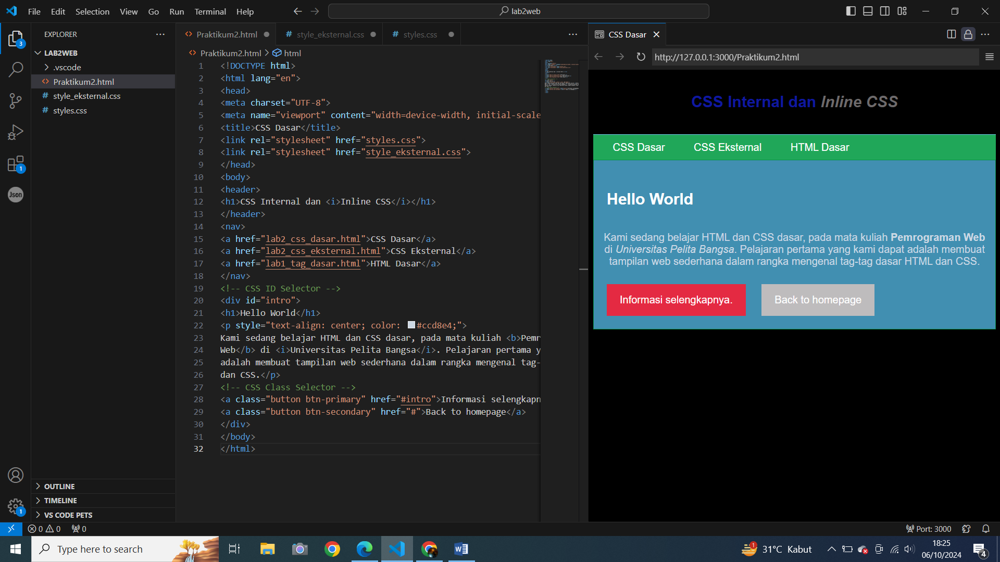 File Edit Selection View Go Run Terminal Help
lab2web
EXPLORER
3
LAB2WEB
.vscode
Praktikum2.html
# style_eksternal.css
# styles.css
1
Json
OUTLINE
TIMELINE
VS CODE PETS
1
Praktikum2.html
# style_eksternal.css
# styles.css
Praktikum2.html > html
1 <!DOCTYPE html>
2 <html lang="en">
3 <head>
4 <meta charset="UTF-8">
5 <meta name="viewport" content="width=device-width, initial-scale
6 <title>CSS Dasar</title>
7 <link rel="stylesheet" href="styles.css">
8 <link rel="stylesheet" href="style_eksternal.css">
9 </head>
10 <body>
11 <header>
12 <h1>CSS Internal dan <i>Inline CSS</i></h1>
13 </header>
14 <nav>
15 <a href="lab2_css_dasar.html">CSS Dasar</a>
16 <a href="lab2_css_eksternal.html">CSS Eksternal</a>
17 <a href="lab1_tag_dasar.html">HTML Dasar</a>
18 </nav>
19 <!-- CSS ID Selector -->
20 <div id="intro">
21 <h1>Hello World</h1>
22 <p style="text-align: center; color: #ccd8e4;">
23 Kami sedang belajar HTML dan CSS dasar, pada mata kuliah <b>Pemr
24 Web</b> di <i>Universitas Pelita Bangsa</i>. Pelajaran pertama y
25 adalah membuat tampilan web sederhana dalam rangka mengenal tag-
26 dan CSS.</p>
27 <!-- CSS Class Selector -->
28 <a class="button btn-primary" href="#intro">Informasi selengkapn
29 <a class="button btn-secondary" href="#">Back to homepage</a>
30 </div>
31 </body>
32 </html>
CSS Dasar
http://127.0.0.1:3000/Praktikum2.html
CSS Internal dan Inline CSS
CSS Dasar CSS Eksternal HTML Dasar
Hello World
Kami sedang belajar HTML dan CSS dasar, pada mata kuliah Pemrograman Web
di Universitas Pelita Bangsa. Pelajaran pertama yang kami dapat adalah membuat
tampilan web sederhana dalam rangka mengenal tag-tag dasar HTML dan CSS.
Informasi selengkapnya. Back to homepage
0 0 0
Port: 3000
Type here to search
1
31°C Kabut
18:25
06/10/2024
4